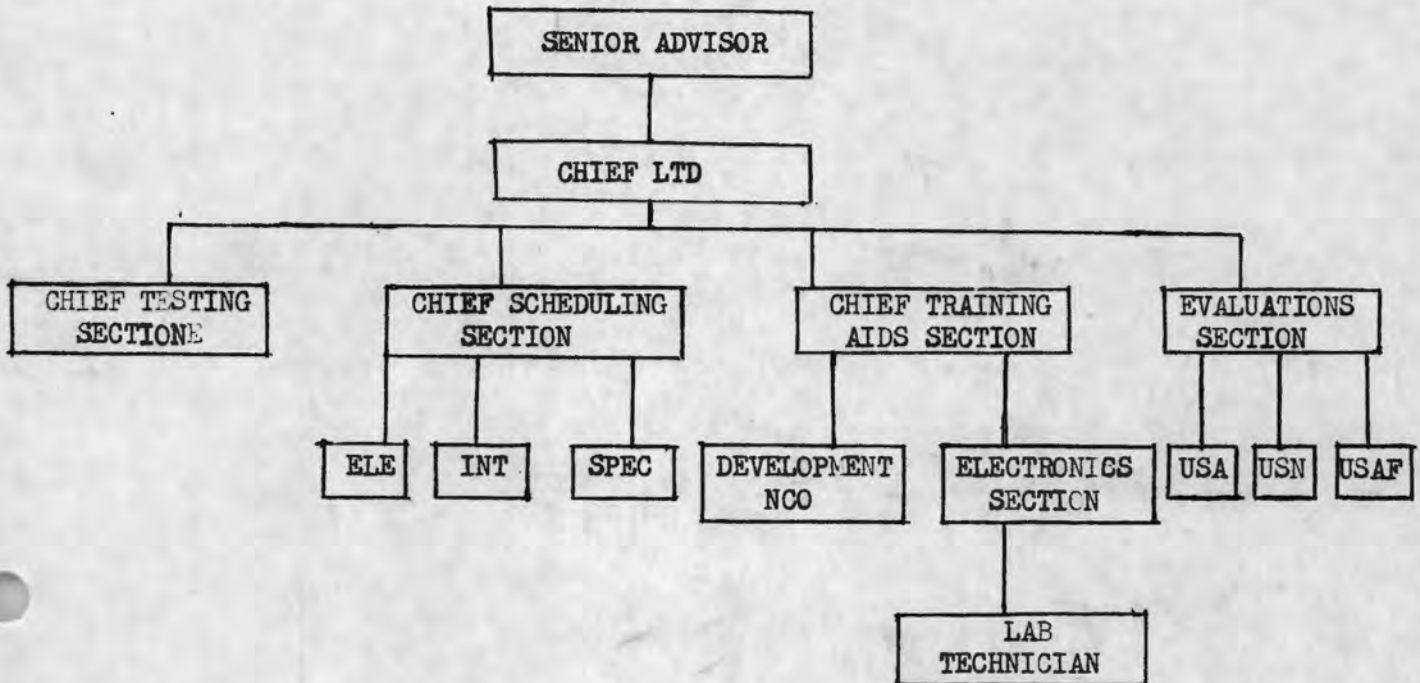 SENIOR ADVISOR
CHIEF LTD
CHIEF TESTING
SECTIONE
CHIEF SCHEDULING
SECTION
CHIEF TRAINING
AIDS SECTION
EVALUATIONS
SECTION
ELE
INT
SPEC
DEVELOPMENT
NCO
ELECTRONICS
SECTION
USA
USN
USAF
LAB
TECHNICIAN